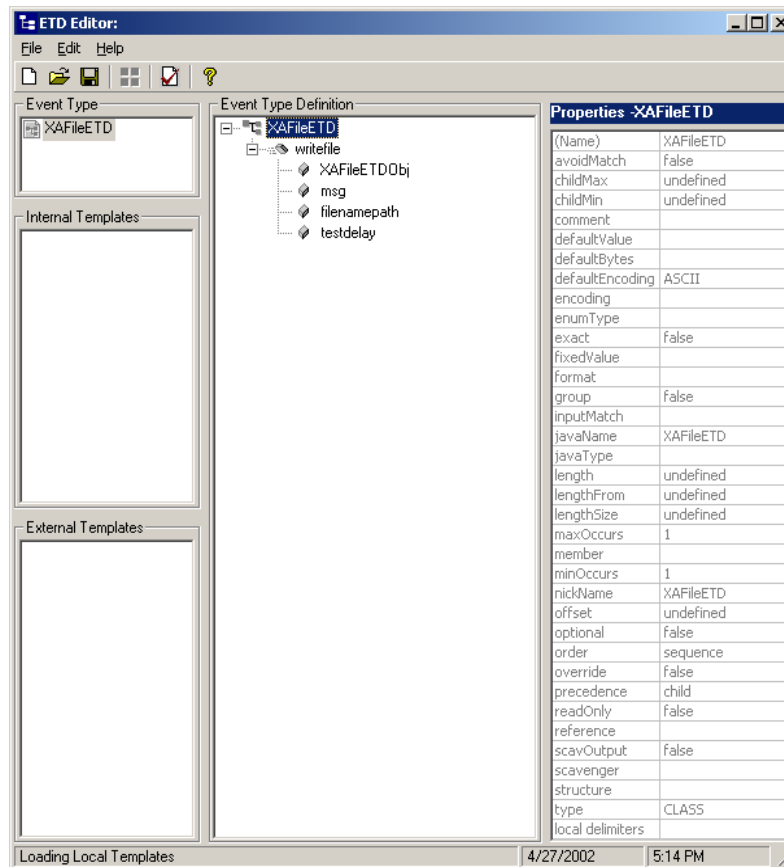 ETD Editor:
File Edit Help
Event Type
XAFileETD
Internal Templates
External Templates
Event Type Definition
XAFileETD
writefile
XAFileETDObj
msg
filenamepath
testdelay
Properties -XAFileETD
(Name) XAFileETD
avoidMatch false
childMax undefined
childMin undefined
comment
defaultValue
defaultBytes
defaultEncoding ASCII
encoding
enumType
exact false
fixedValue
format
group false
inputMatch
javaName XAFileETD
javaType
length undefined
lengthFrom undefined
lengthSize undefined
maxOccurs 1
member
minOccurs 1
nickName XAFileETD
offset undefined
optional false
order sequence
override false
precedence child
readOnly false
reference
scavOutput false
scavenger
structure
type CLASS
local delimiters
Loading Local Templates 4/27/2002 5:14 PM